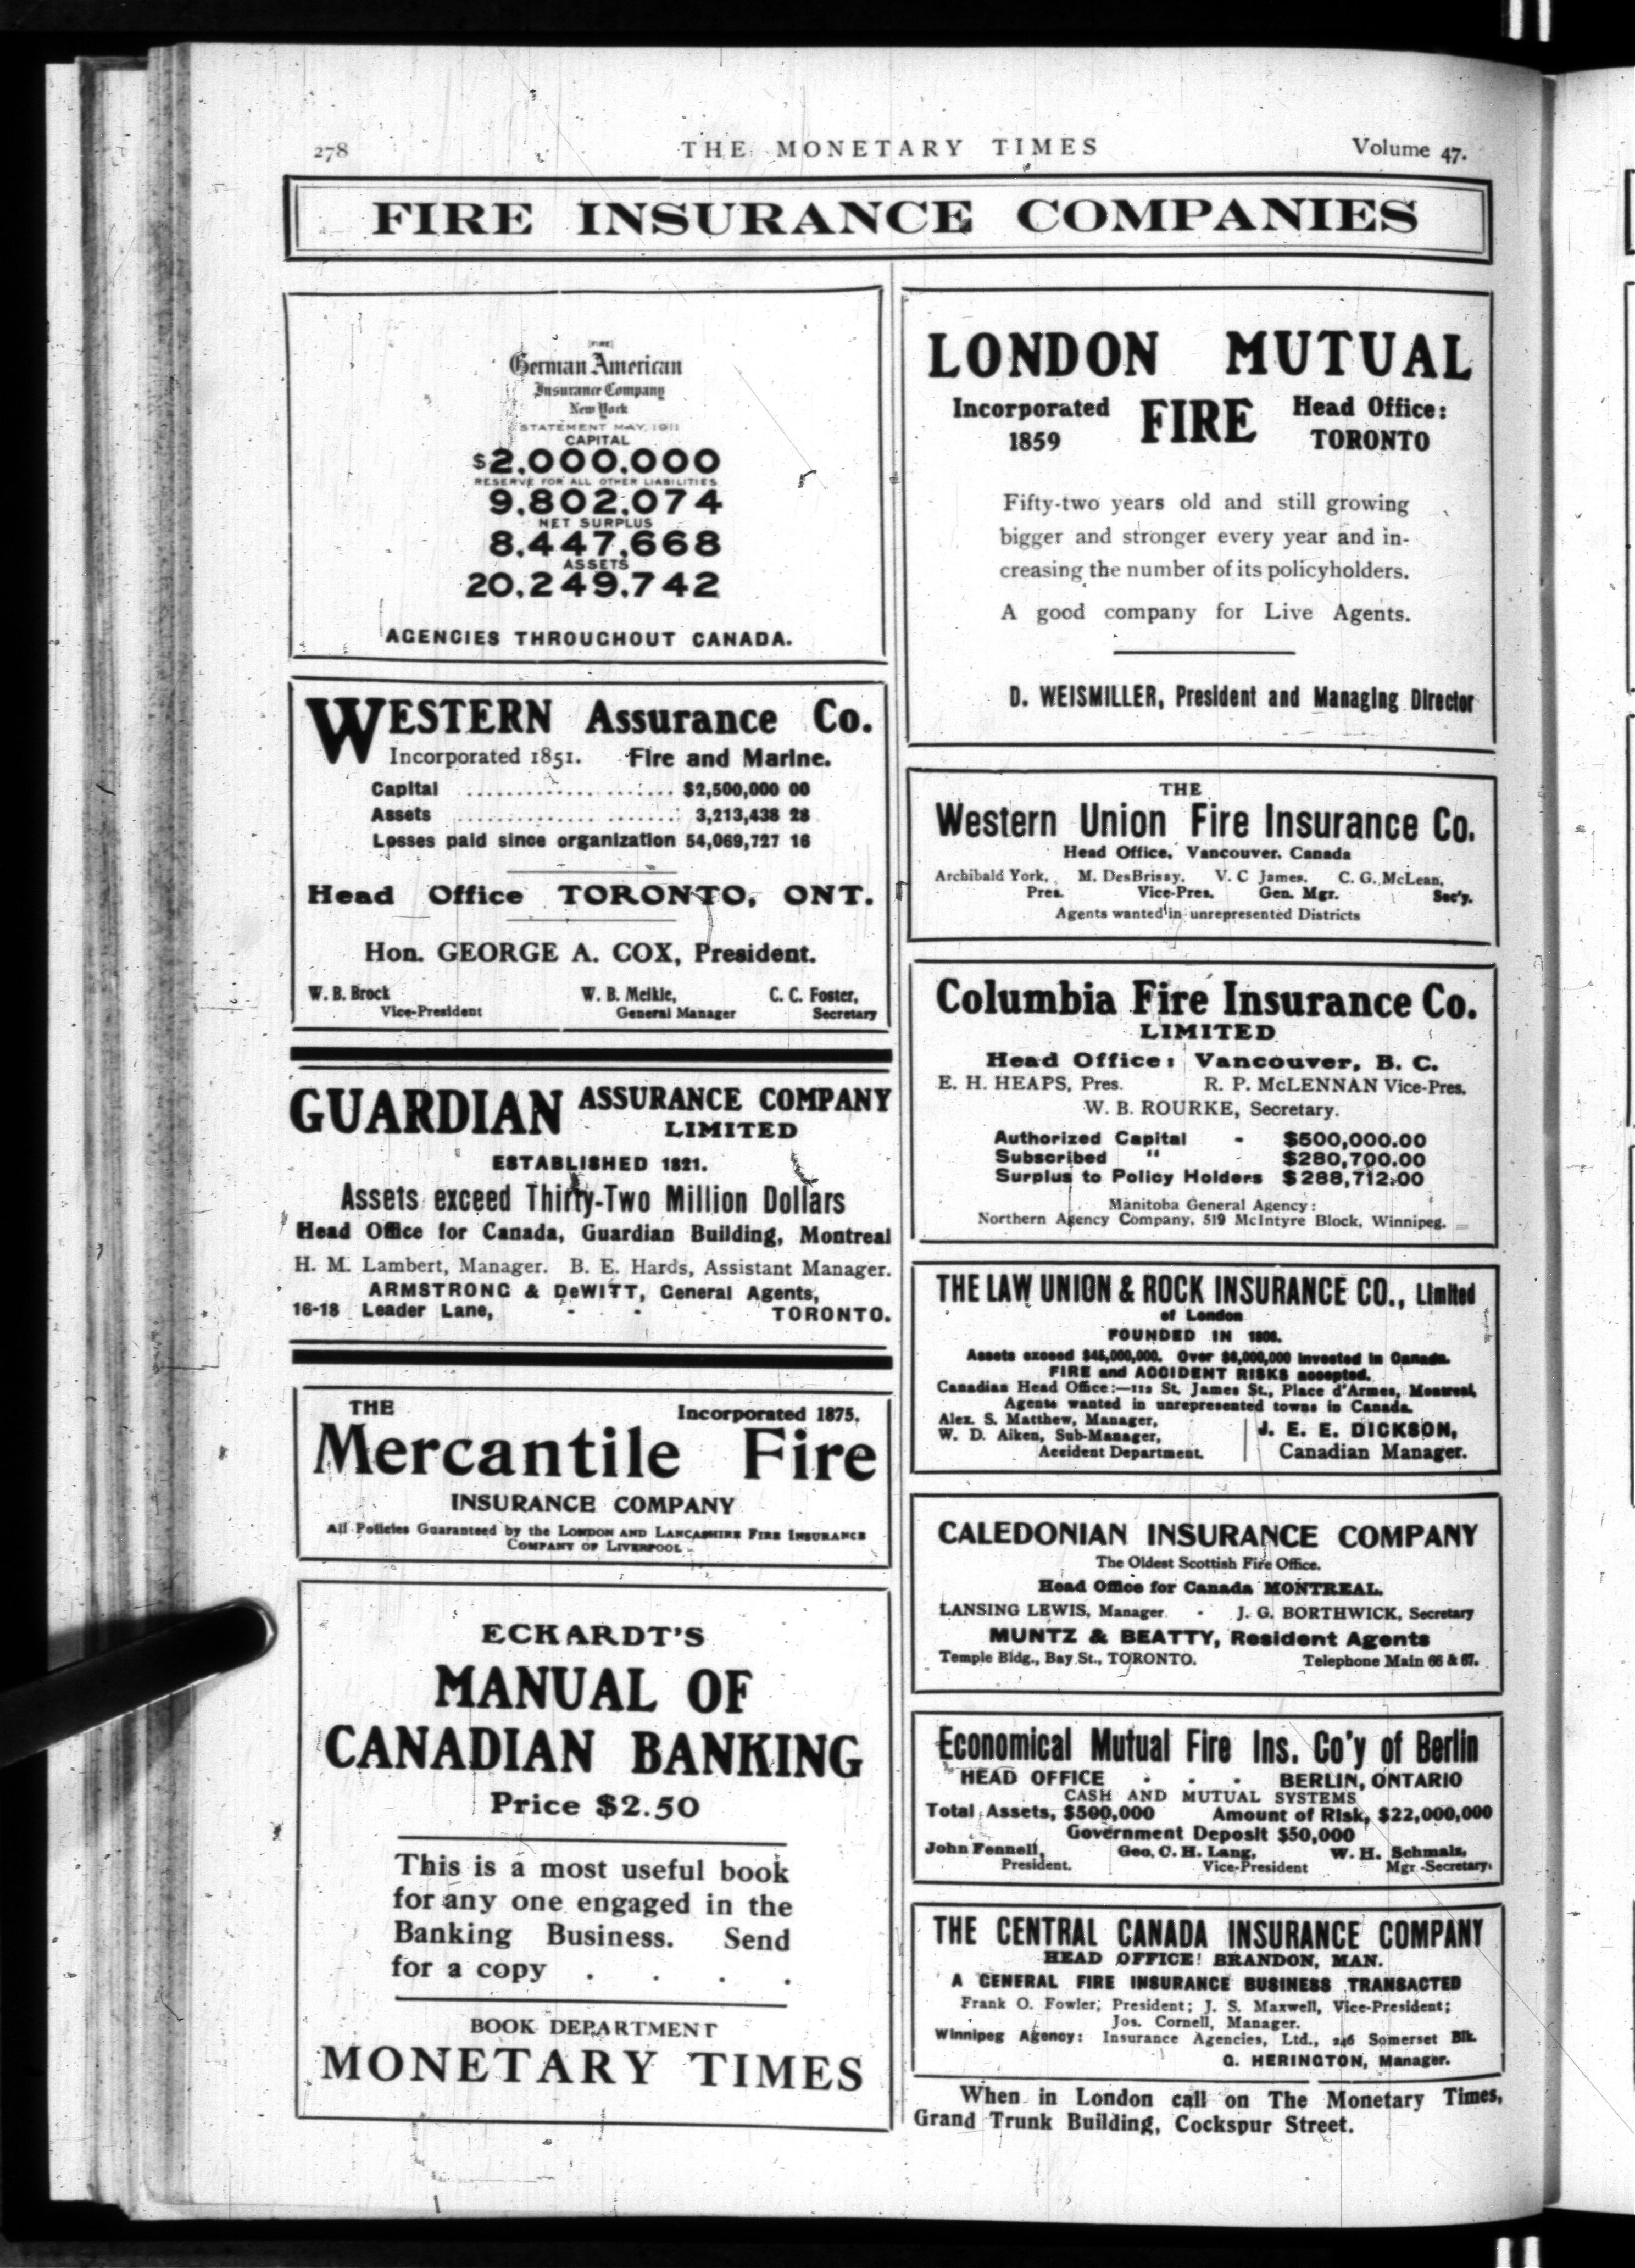 278
THE MONETARY TIMES
Volume 47.
FIRE INSURANCE COMPANIES
(FIRE)
German American
Insurance Company
New York
STATEMENT MAY, 1911
CAPITAL
$2,000,000
RESERVE FOR ALL OTHER LIABILITIES
9,802,074
NET SURPLUS
8,447,668
ASSETS
20,249,742
AGENCIES THROUGHOUT CANADA.
WESTERN Assurance Co.
Incorporated 1851. Fire and Marine.
Capital .................... $2,500,000 00
Assets .................... 3,213,438 28
Losses paid since organization 54,069,727 16
Head Office TORONTO, ONT.
Hon. GEORGE A. COX, President.
W. B. Brock W. B. Meikle, C. C. Foster,
Vice-President General Manager Secretary
GUARDIAN ASSURANCE COMPANY
LIMITED
ESTABLISHED 1821.
Assets exceed Thirty-Two Million Dollars
Head Office for Canada, Guardian Building, Montreal
H. M. Lambert, Manager. B. E. Hards, Assistant Manager.
ARMSTRONG & DeWITT, General Agents,
16-18 Leader Lane, - - TORONTO.
THE Incorporated 1875.
Mercantile Fire
INSURANCE COMPANY
All Policies Guaranteed by the LONDON AND LANCASHIRE FIRE INSURANCE
COMPANY OF LIVERPOOL
ECKARDT'S
MANUAL OF
CANADIAN BANKING
Price $2.50
This is a most useful book
for any one engaged in the
Banking Business. Send
for a copy . . . .
BOOK DEPARTMENT
MONETARY TIMES
LONDON MUTUAL
Incorporated FIRE Head Office:
1859 TORONTO
Fifty-two years old and still growing
bigger and stronger every year and in-
creasing the number of its policyholders.
A good company for Live Agents.
D. WEISMILLER, President and Managing Director
THE
Western Union Fire Insurance Co.
Head Office, Vancouver, Canada
Archibald York, M. DesBrisay, V. C James. C. G. McLean,
Pres. Vice-Pres. Gen. Mgr. Sec'y.
Agents wanted in unrepresented Districts
Columbia Fire Insurance Co.
LIMITED
Head Office: Vancouver, B. C.
E. H. HEAPS, Pres. R. P. McLENNAN Vice-Pres.
W. B. ROURKE, Secretary.
Authorized Capital - $500,000.00
Subscribed " $280,700.00
Surplus to Policy Holders $288,712.00
Manitoba General Agency:
Northern Agency Company, 519 McIntyre Block, Winnipeg.
THE LAW UNION & ROCK INSURANCE CO., Limited
of London
FOUNDED IN 1806.
Assets exceed $45,000,000. Over $6,000,000 invested in Canada.
FIRE and ACCIDENT RISKS accepted.
Canadian Head Office:—112 St. James St., Place d'Armes, Montreal.
Agents wanted in unrepresented towns in Canada.
Alex. S. Matthew, Manager,
W. D. Aiken, Sub-Manager,
Accident Department.
J. E. E. DICKSON,
Canadian Manager.
CALEDONIAN INSURANCE COMPANY
The Oldest Scottish Fire Office.
Head Office for Canada MONTREAL.
LANSING LEWIS, Manager - J. G. BORTHWICK, Secretary
MUNTZ & BEATTY, Resident Agents
Temple Bldg., Bay St., TORONTO. Telephone Main 66 & 67.
Economical Mutual Fire Ins. Co'y of Berlin
HEAD OFFICE - - - BERLIN, ONTARIO
CASH AND MUTUAL SYSTEMS
Total Assets, $500,000 Amount of Risk, $22,000,000
Government Deposit $50,000
John Fennell, Geo. C. H. Lang, W. H. Schmalz,
President. Vice-President Mgr.-Secretary.
THE CENTRAL CANADA INSURANCE COMPANY
HEAD OFFICE: BRANDON, MAN.
A GENERAL FIRE INSURANCE BUSINESS TRANSACTED
Frank O. Fowler, President; J. S. Maxwell, Vice-President;
Jos. Cornell, Manager.
Winnipeg Agency: Insurance Agencies, Ltd., 246 Somerset Blk.
G. HERINGTON, Manager.
When in London call on The Monetary Times,
Grand Trunk Building, Cockspur Street.